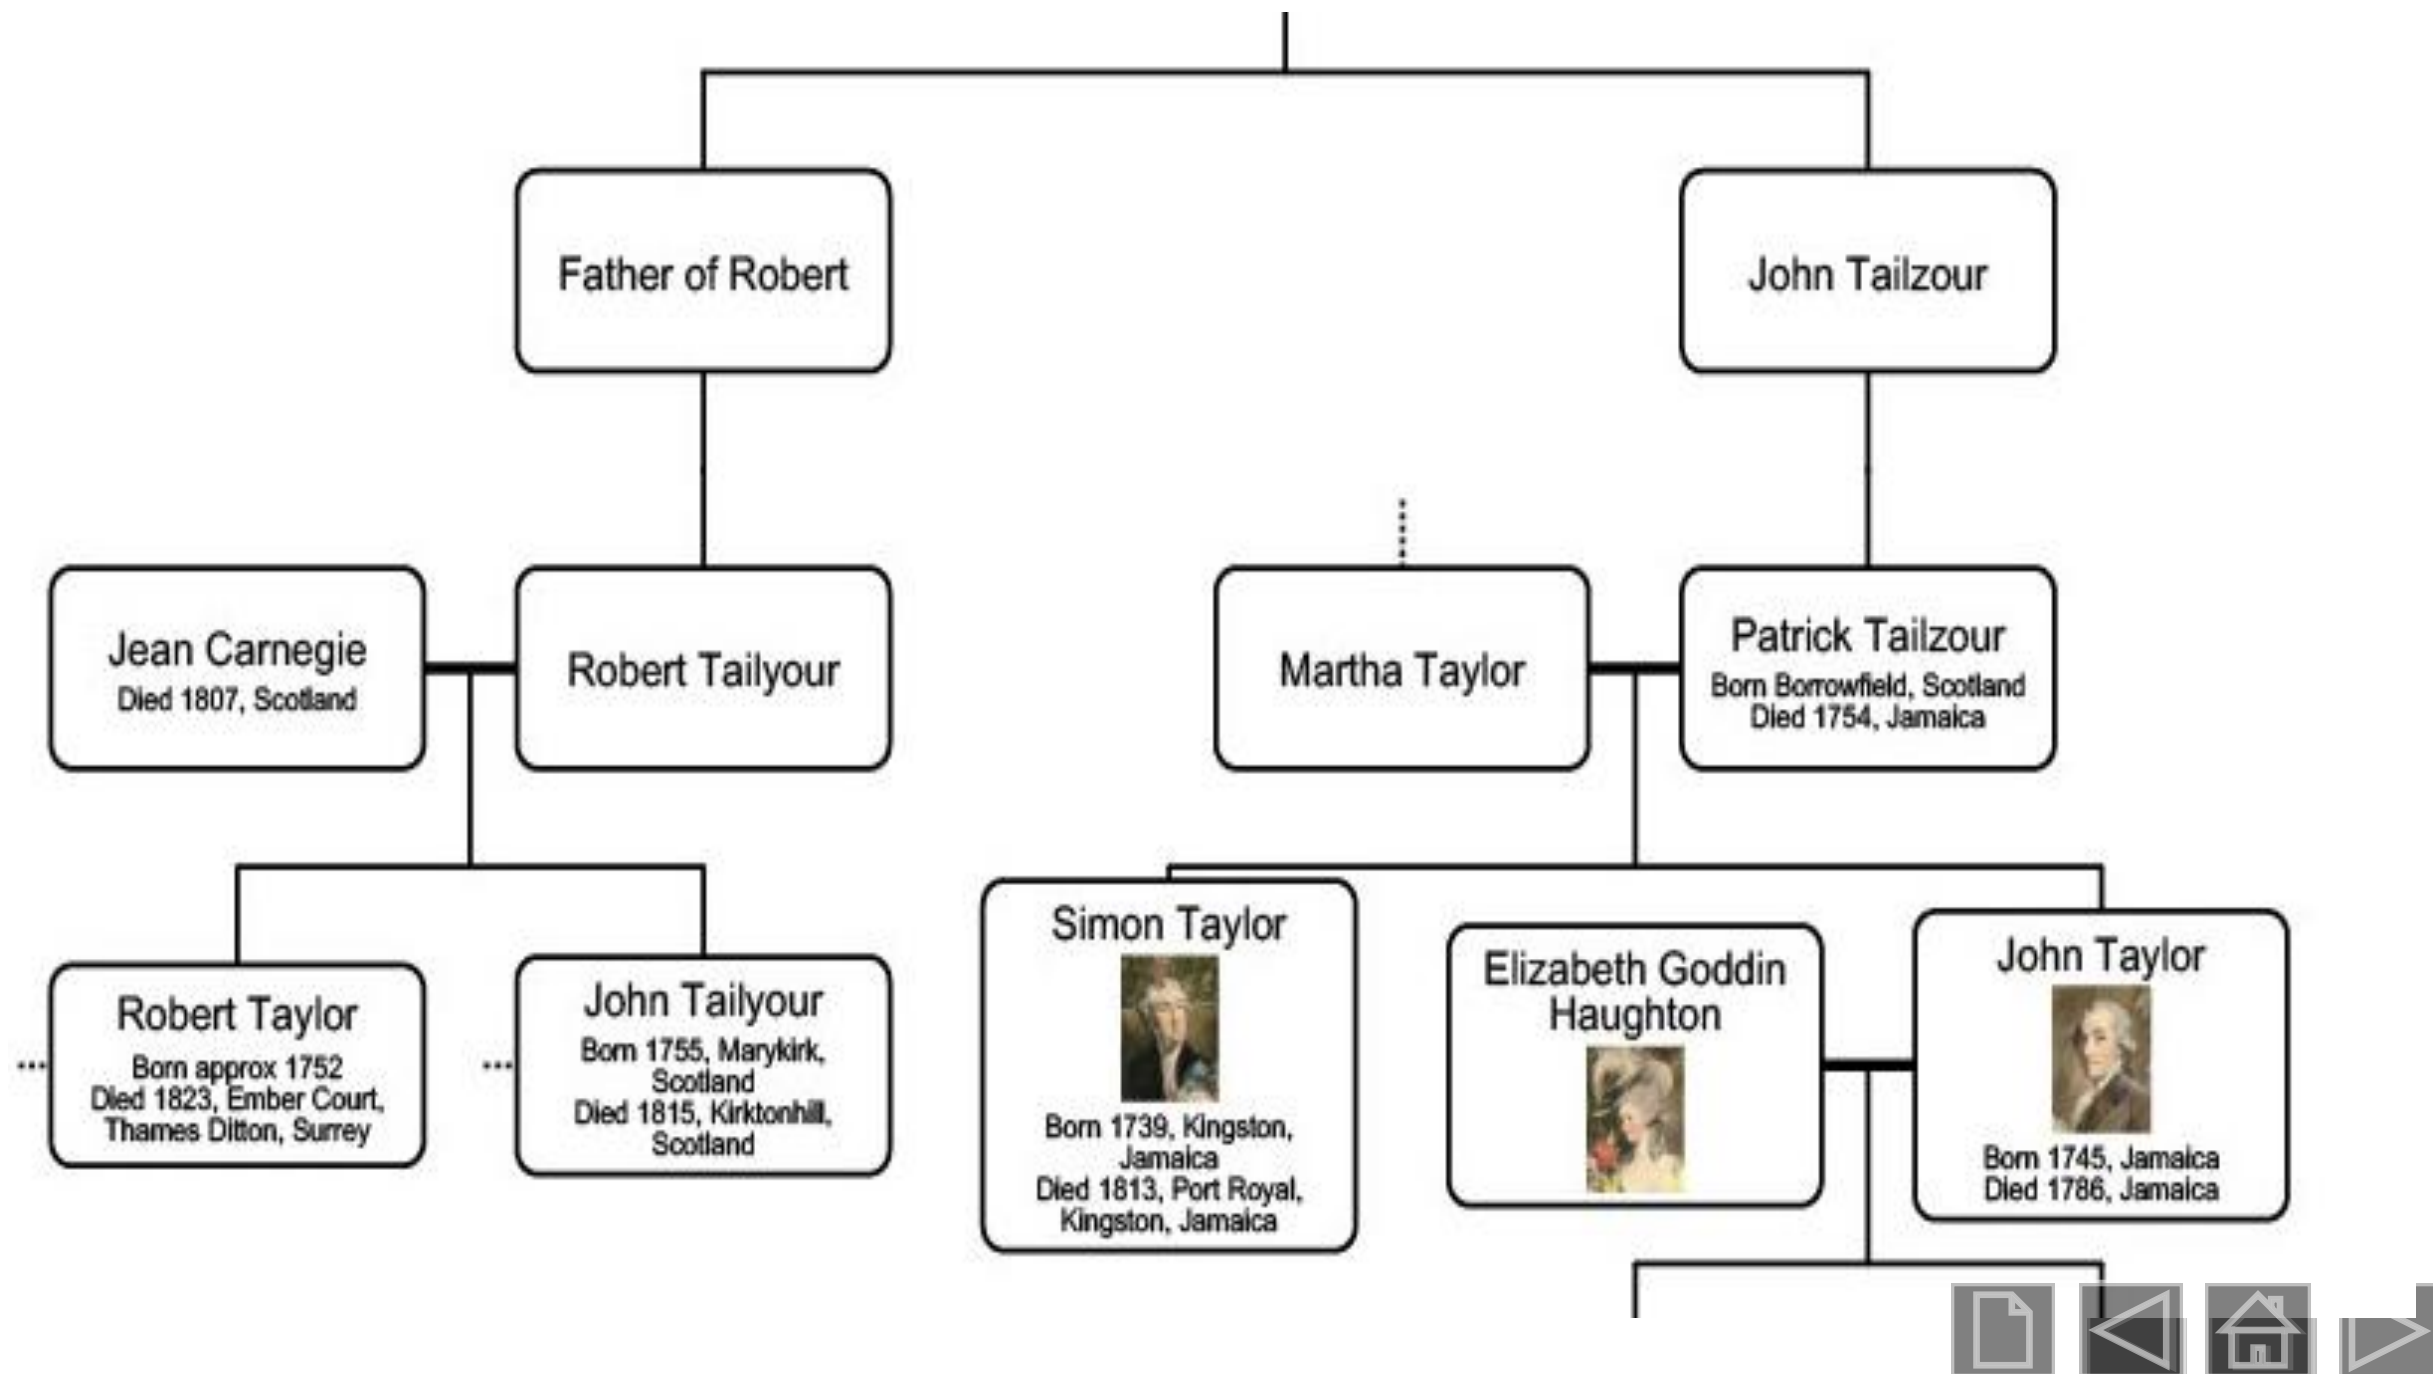 Father of Robert
John Tailzour
Jean Carnegie
Died 1807, Scotland
Robert Tailyour
Martha Taylor
Patrick Tailzour
Born Borrowfield, Scotland
Died 1754, Jamaica
Robert Taylor
Born approx 1752
Died 1823, Ember Court,
Thames Ditton, Surrey
John Tailyour
Born 1755, Marykirk,
Scotland
Died 1815, Kirktonhill,
Scotland
Simon Taylor
Born 1739, Kingston,
Jamaica
Died 1813, Port Royal,
Kingston, Jamaica
Elizabeth Goddin
Haughton
John Taylor
Born 1745, Jamaica
Died 1786, Jamaica